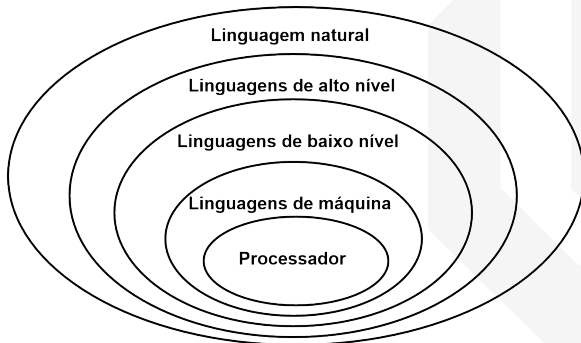 Linguagem natural
Linguagens de alto nível
Linguagens de baixo nível
Linguagens de máquina
Processador